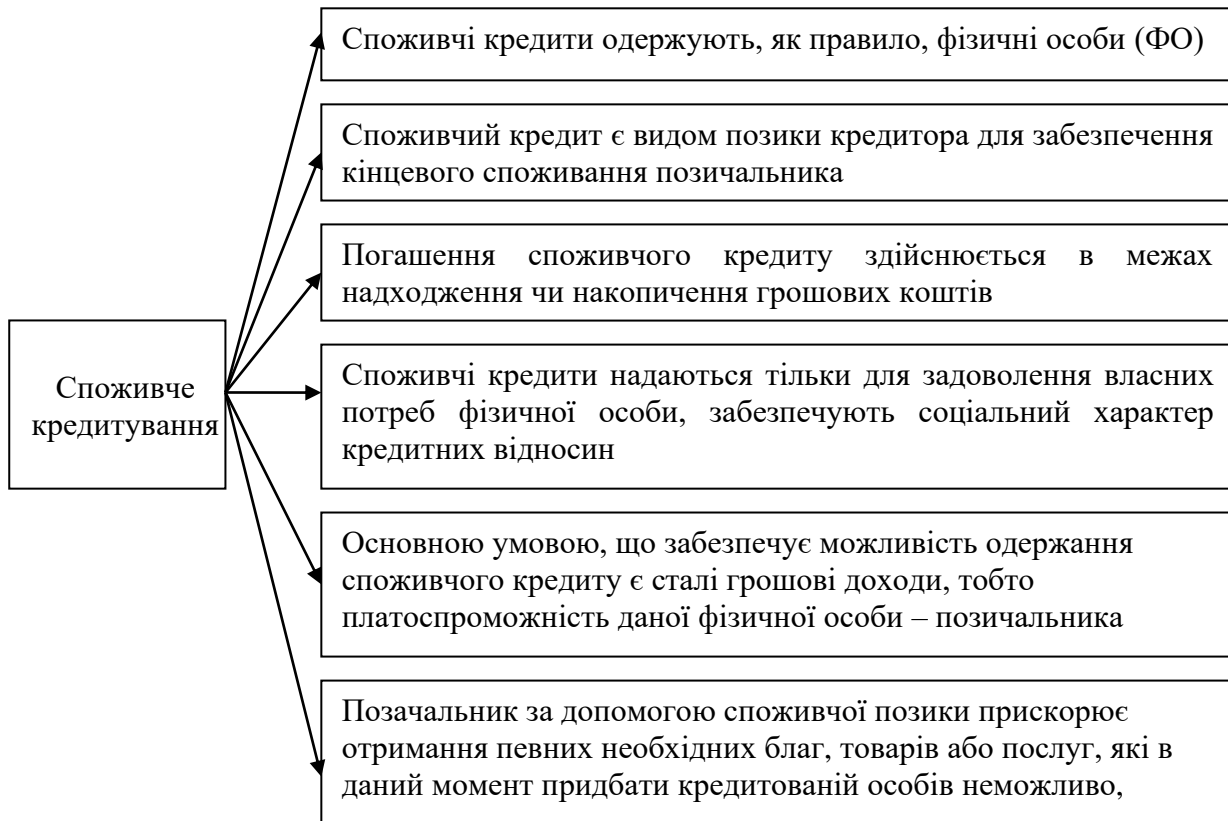 Споживчі кредити одержують, як правило, фізичні особи (ФО)
Споживчий кредит є видом позики кредитора для забезпечення
кінцевого споживання позичальника
Погашення споживчого кредиту здійснюється в межах
надходження чи накопичення грошових коштів
Споживче
кредитування
Споживчі кредити надаються тільки для задоволення власних
потреб фізичної особи, забезпечують соціальний характер
кредитних відносин
Основною умовою, що забезпечує можливість одержання
споживчого кредиту є сталі грошові доходи, тобто
платоспроможність даної фізичної особи – позичальника
Позачальник за допомогою споживчої позики прискорює
отримання певних необхідних благ, товарів або послуг, які в
даний момент придбати кредитованій особів неможливо,